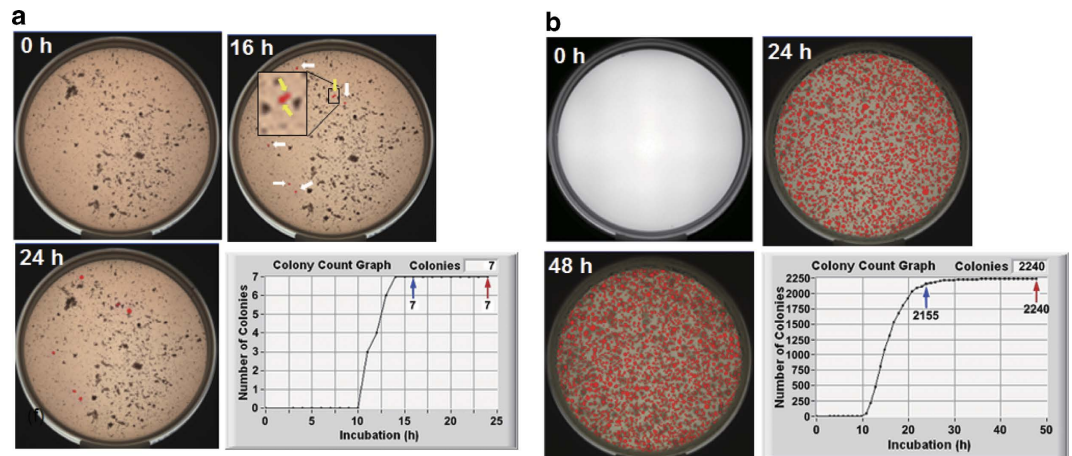 a
0 h
16 h
24 h
(f)
Colony Count Graph Colonies 7
Number of Colonies
7
6
5
4
3
2
1
0
7
7
0 5 10 15 20 25
Incubation (h)
b
0 h
24 h
48 h
Colony Count Graph Colonies 2240
Number of Colonies
2250
2000
1750
1500
1250
1000
750
500
250
0
2155
2240
0 10 20 30 40 50
Incubation (h)